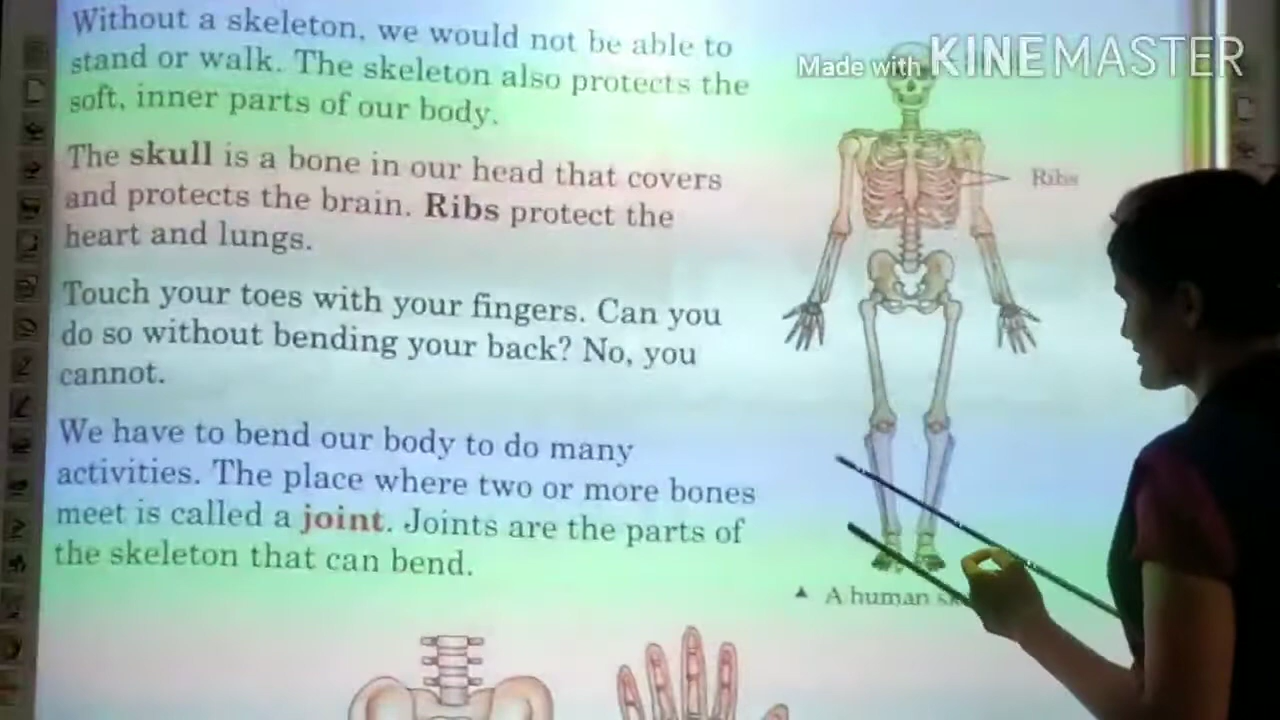 Without a skeleton, we would not be able to
stand or walk. The skeleton also protects the
soft, inner parts of our body.
The skull is a bone in our head that covers
and protects the brain. Ribs protect the
heart and lungs.
Touch your toes with your fingers. Can you
do so without bending your back? No, you
cannot.
We have to bend our body to do many
activities. The place where two or more bones
meet is called a joint. Joints are the parts of
the skeleton that can bend.
Made with KINEMASTER
Ribs
A human